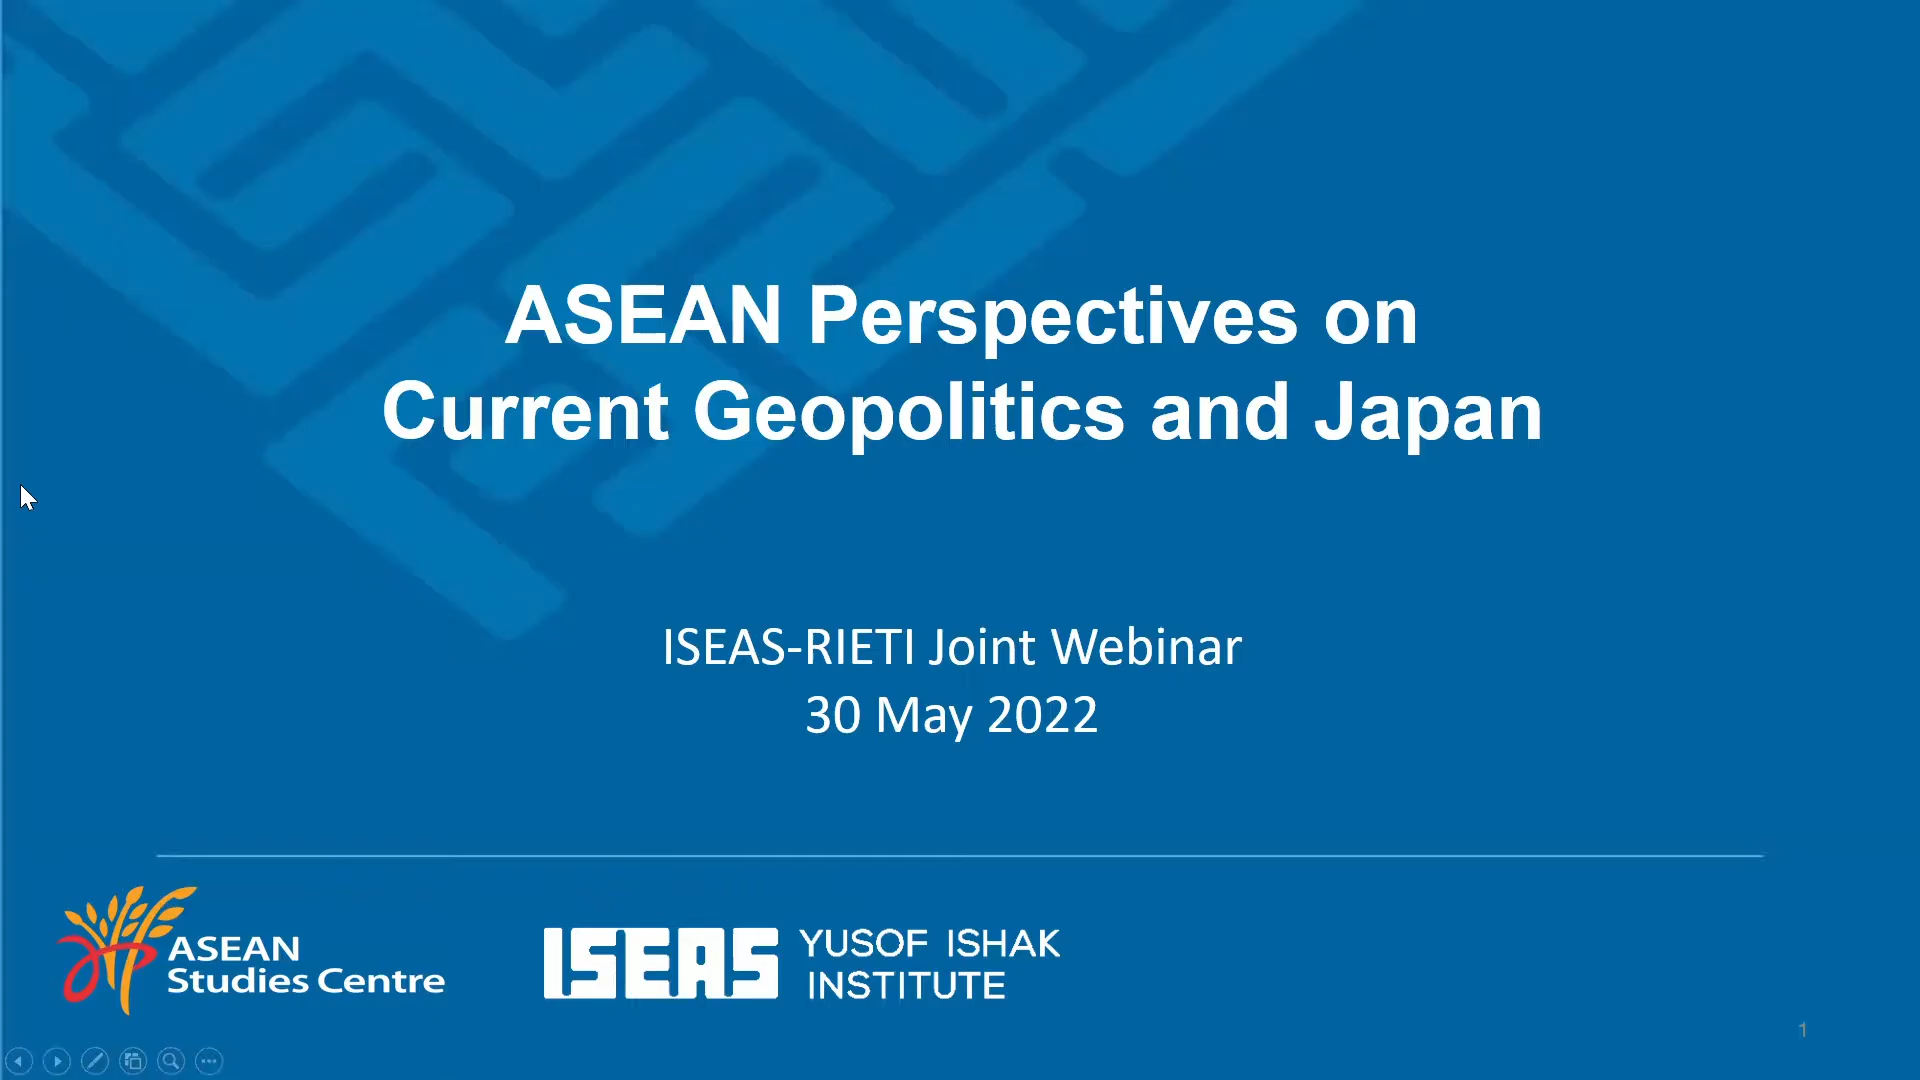 ASEAN Perspectives on
Current Geopolitics and Japan
ISEAS-RIETI Joint Webinar
30 May 2022
ASEAN
Studies Centre
ISEAS
YUSOF ISHAK
INSTITUTE
1